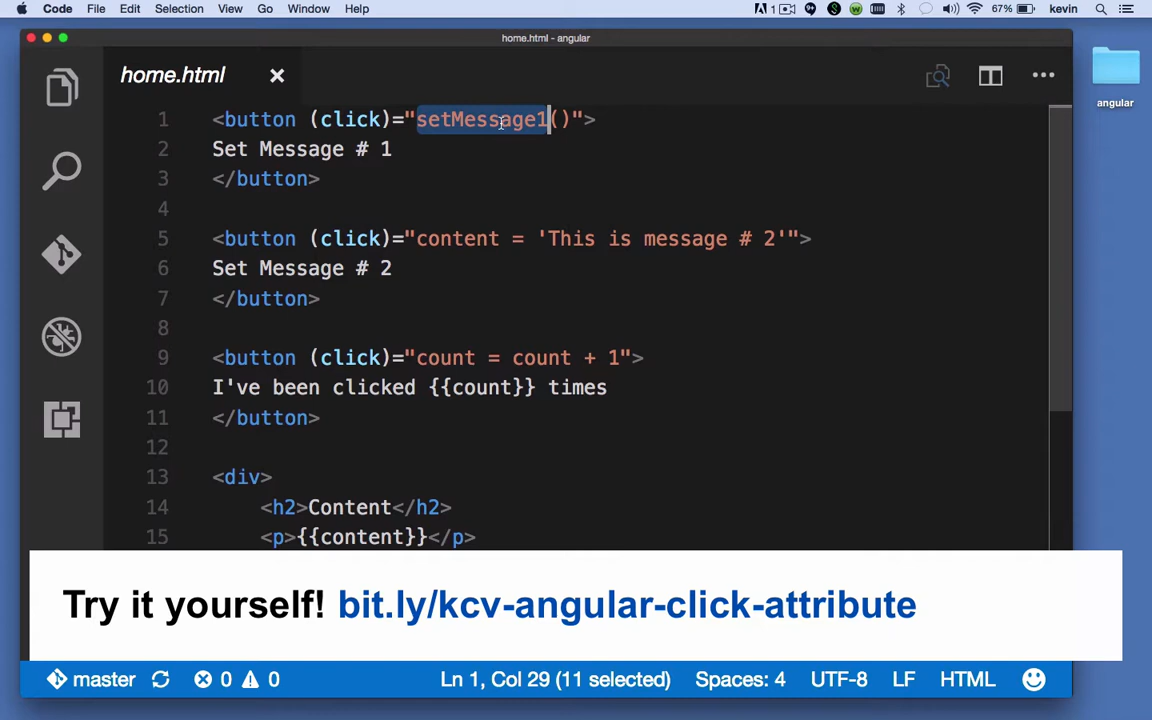 Code File Edit Selection View Go Window Help
1 67% kevin
home.html - angular
home.html
angular
1 <button (click)="setMessage1()">
2 Set Message # 1
3 </button>
4
5 <button (click)="content = 'This is message # 2'">
6 Set Message # 2
7 </button>
8
9 <button (click)="count = count + 1">
10 I've been clicked {{count}} times
11 </button>
12
13 <div>
14 <h2>Content</h2>
15 <p>{{content}}</p>
Try it yourself! bit.ly/kcv-angular-click-attribute
master 0 0 Ln 1, Col 29 (11 selected) Spaces: 4 UTF-8 LF HTML